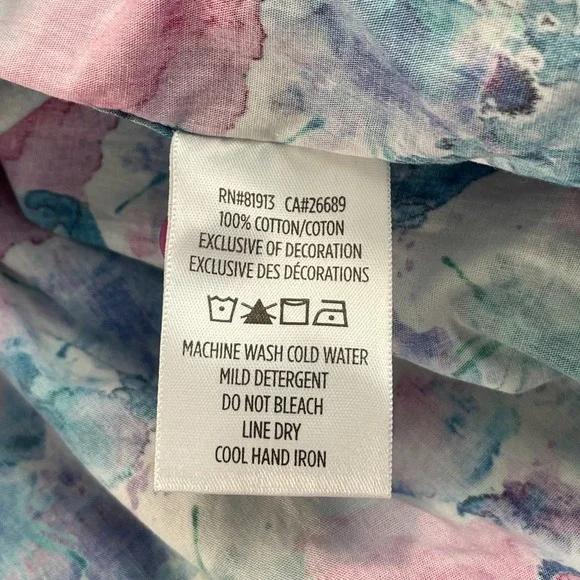 RN#81913 CA#26689
100% COTTON/COTON
EXCLUSIVE OF DECORATION
EXCLUSIVE DES DÉCORATIONS
MACHINE WASH COLD WATER
MILD DETERGENT
DO NOT BLEACH
LINE DRY
COOL HAND IRON